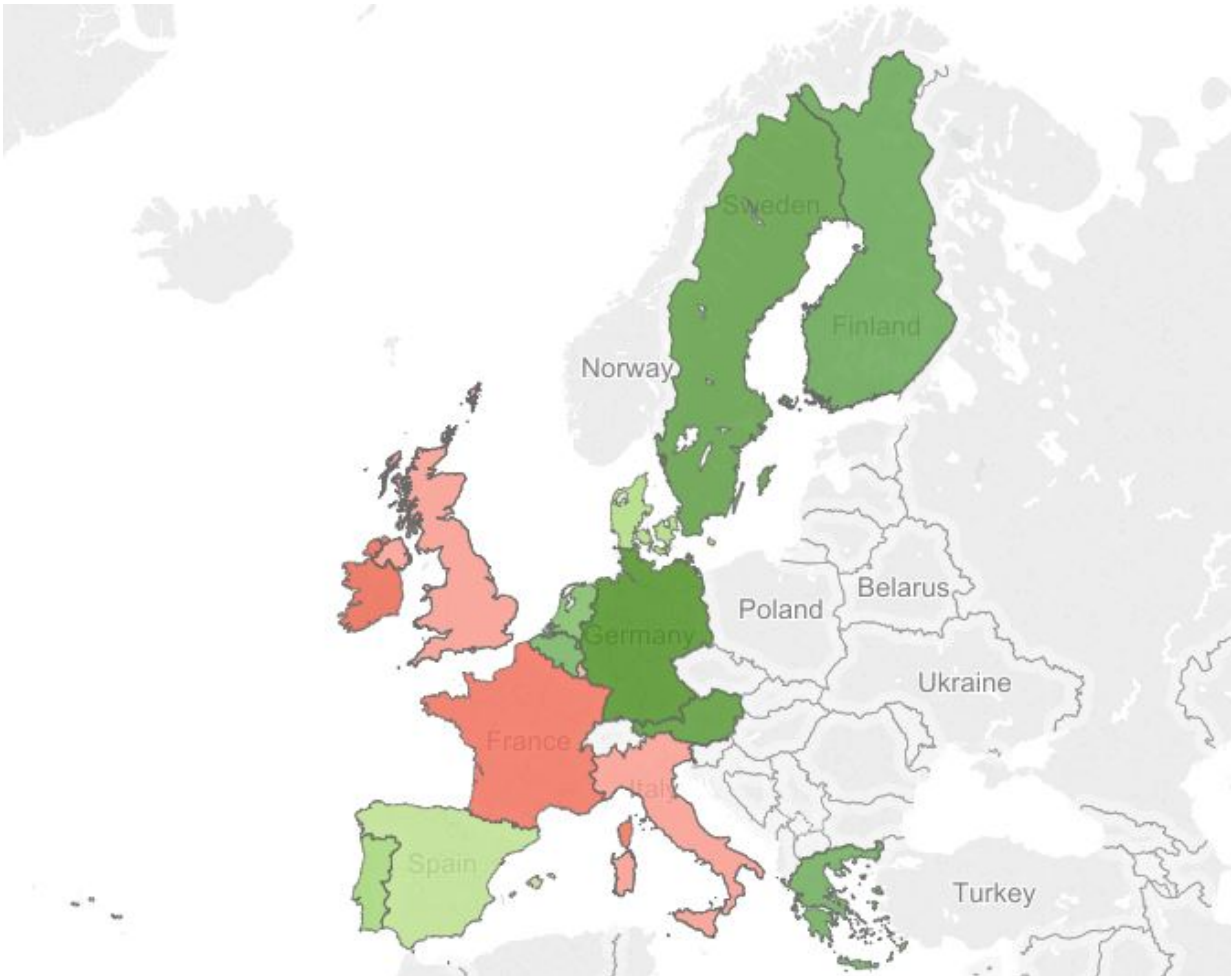 Sweden
Finland
Norway
Belarus
Poland
Germany
Ukraine
France
Italy
Spain
Turkey